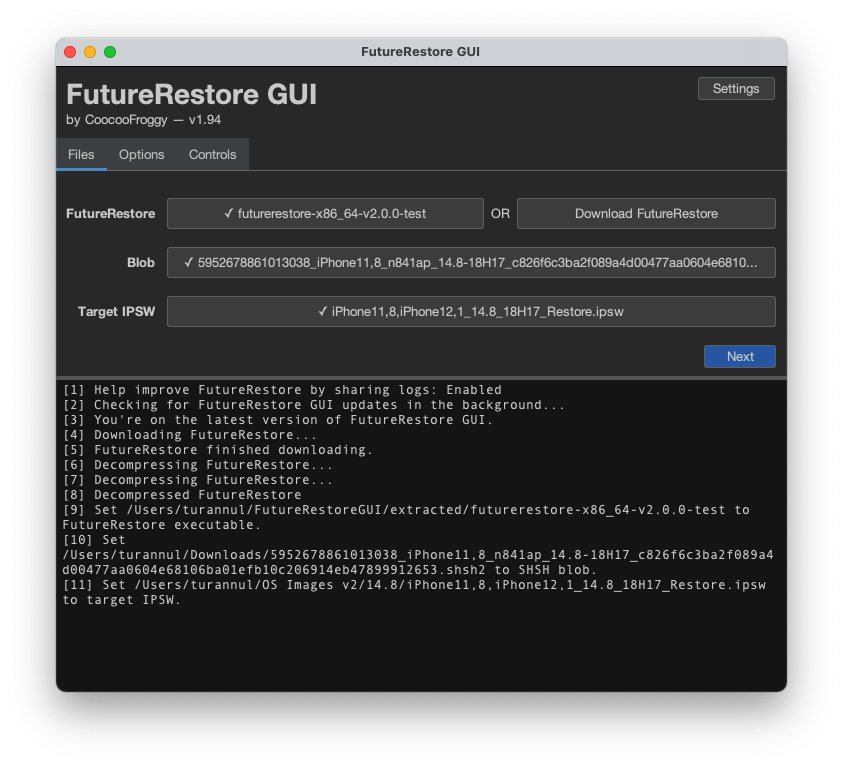 FutureRestore GUI
FutureRestore GUI
Settings
by CoocooFroggy — v1.94
Files Options Controls
FutureRestore ✓ futurerestore-x86_64-v2.0.0-test OR Download FutureRestore
Blob ✓ 5952678861013038_iPhone11,8_n841ap_14.8-18H17_c826f6c3ba2f089a4d00477aa0604e6810...
Target IPSW ✓ iPhone11,8,iPhone12,1_14.8_18H17_Restore.ipsw
Next
[1] Help improve FutureRestore by sharing logs: Enabled
[2] Checking for FutureRestore GUI updates in the background...
[3] You're on the latest version of FutureRestore GUI.
[4] Downloading FutureRestore...
[5] FutureRestore finished downloading.
[6] Decompressing FutureRestore...
[7] Decompressing FutureRestore...
[8] Decompressed FutureRestore
[9] Set /Users/turannul/FutureRestoreGUI/extracted/futurerestore-x86_64-v2.0.0-test to
FutureRestore executable.
[10] Set
/Users/turannul/Downloads/5952678861013038_iPhone11,8_n841ap_14.8-18H17_c826f6c3ba2f089a4
d00477aa0604e68106ba01efb10c206914eb47899912653.shsh2 to SHSH blob.
[11] Set /Users/turannul/OS Images v2/14.8/iPhone11,8,iPhone12,1_14.8_18H17_Restore.ipsw
to target IPSW.